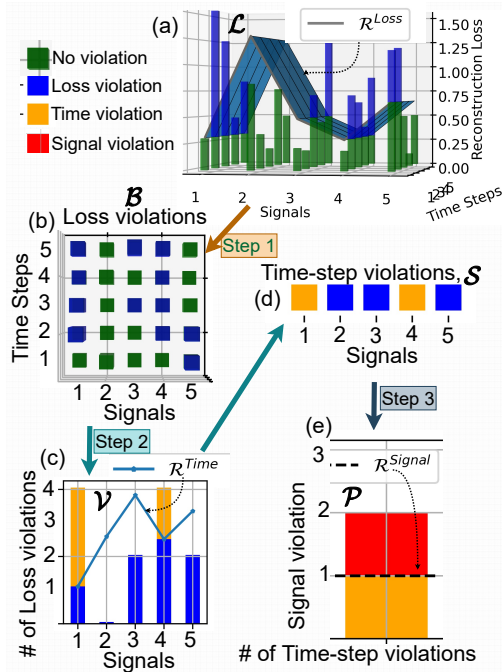 (a)
ℒ
ℛ^Loss
No violation
Loss violation
Time violation
Signal violation
1.50
1.25
1.00
0.75
0.50
0.25
0.00
Reconstruction Loss
1 2 3 4 5
Signals
Time Steps
ℬ
(b)
Loss violations
Step 1
5
4
3
2
1
Time Steps
1 2 3 4 5
Signals
Time-step violations, 𝒮
(d)
1 2 3 4 5
Signals
Step 2
Step 3
(c)
ℛ^Time
𝒱
4
3
2
1
0
# of Loss violations
1 2 3 4 5
Signals
(e)
3
ℛ^Signal
𝒫
2
1
Signal violation
# of Time-step violations